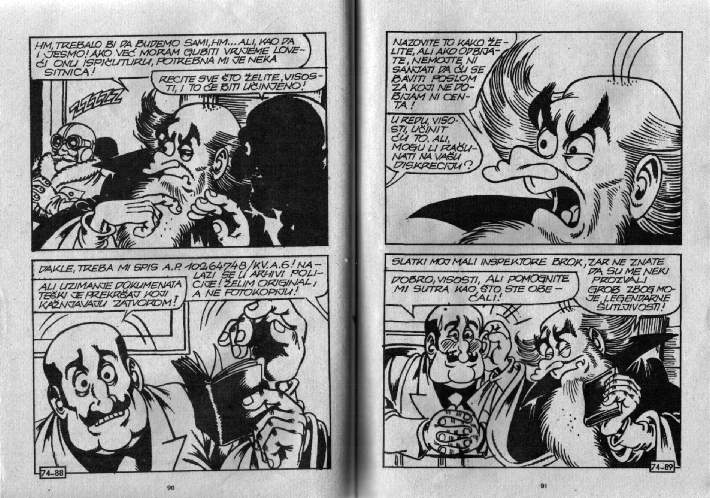 HM, TREBALO BI DA BUDEMO SAMI, HM... ALI, KAO DA
I JESMO! AKO VEĆ MORAM GUBITI VRIJEME LOVE-
ĆI ONU ISPIČUTURU, POTREBNA MI JE NEKA
SITNICA!
RECITE SVE ŠTO ŽELITE, VISOS-
TI, I TO ĆE BITI UČINJENO!
ZZZZZZ
DAKLE, TREBA MI SPIS A.P. 109/64748/KV.A.6! NA-
LAZI SE U ARHIVI POLI-
CIJE! ŽELIM ORIGINAL,
A NE FOTOKOPIJU!
ALI UZIMANJE DOKUMENATA
TEŠKI JE PREKRŠAJ KOJI
KAŽNJAVAJU ZATVOROM!
74-88
90
NAZOVITE TO KAKO ŽE-
LITE, ALI AKO ODBIJA-
TE, NEMOJTE NI
SANJATI DA ĆU SE
BAVITI POSLOM
ZA KOJI NE DO-
BIJAM NI CEN-
TA!
U REDU, VISO-
STI, UČINIT
ĆU TO. ALI,
MOGU LI RAČU-
NATI NA VAŠU
DISKRECIJU?
SLATKI MOJ MALI INSPEKTORE BROK, ZAR NE ZNATE
DA SU ME NEKI
PROZVALI
GROB ZBOG MO-
JE LEGENDARNE
ŠUTLJIVOSTI!
DOBRO, VISOSTI, ALI POMOGNITE
MI SUTRA KAO ŠTO STE OBE-
ĆALI!
74-89
91